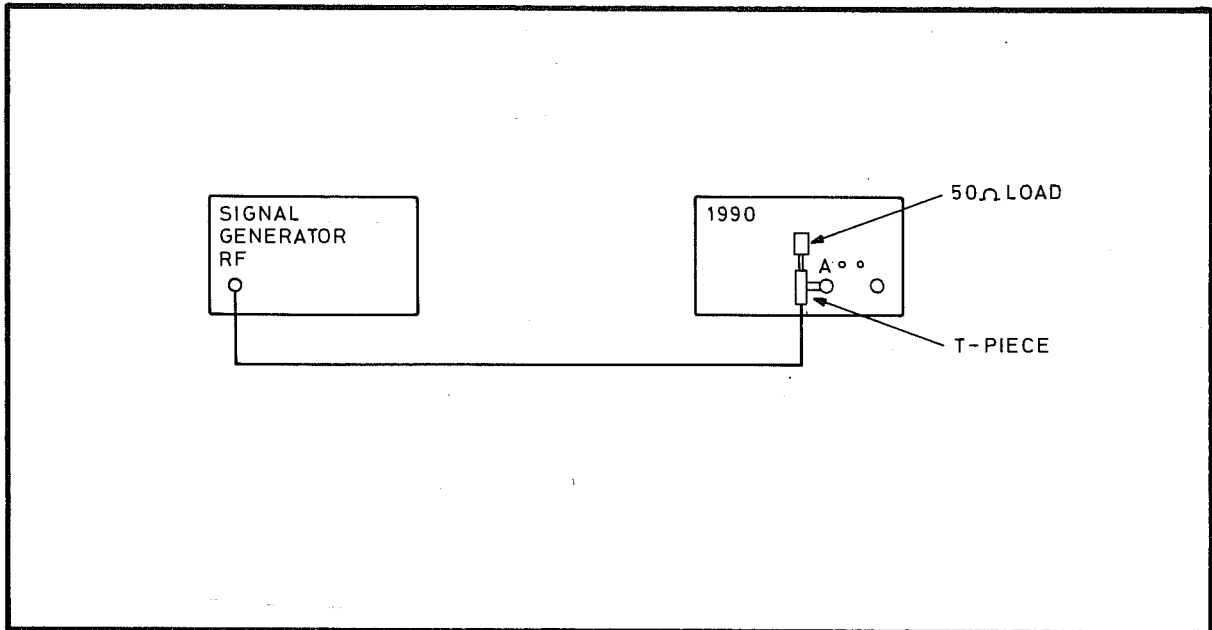 SIGNAL
GENERATOR
RF
1990
A
50Ω LOAD
T-PIECE